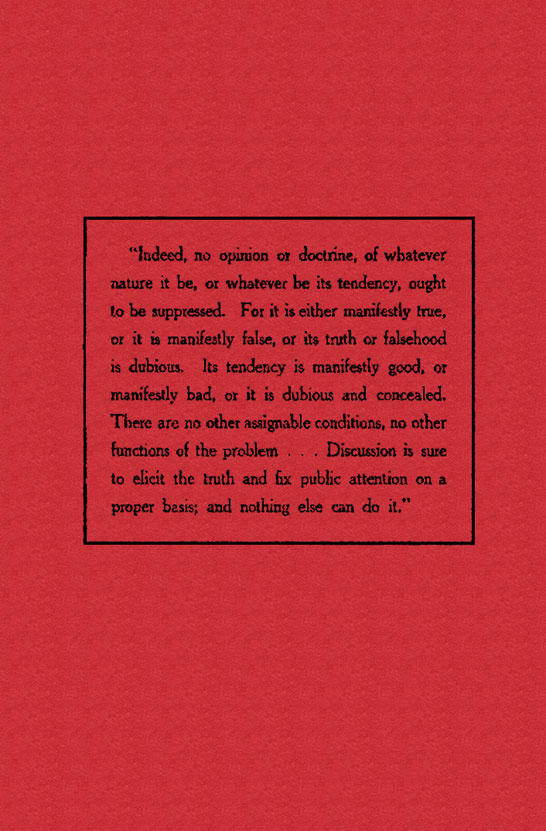 “Indeed, no opinion or doctrine, of whatever
nature it be, or whatever be its tendency, ought
to be suppressed. For it is either manifestly true,
or it is manifestly false, or its truth or falsehood
is dubious. Its tendency is manifestly good, or
manifestly bad, or it is dubious and concealed.
There are no other assignable conditions, no other
functions of the problem . . . Discussion is sure
to elicit the truth and fix public attention on a
proper basis; and nothing else can do it.”